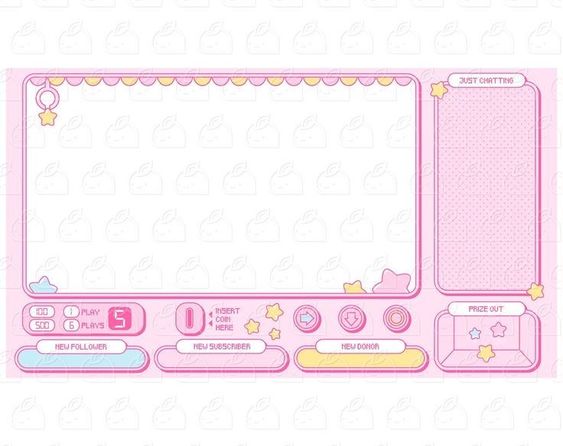 JUST CHATTING
100 1 PLAY
500 6 PLAYS
5
INSERT
COIN
HERE
PRIZE OUT
NEW FOLLOWER
NEW SUBSCRIBER
NEW DONOR